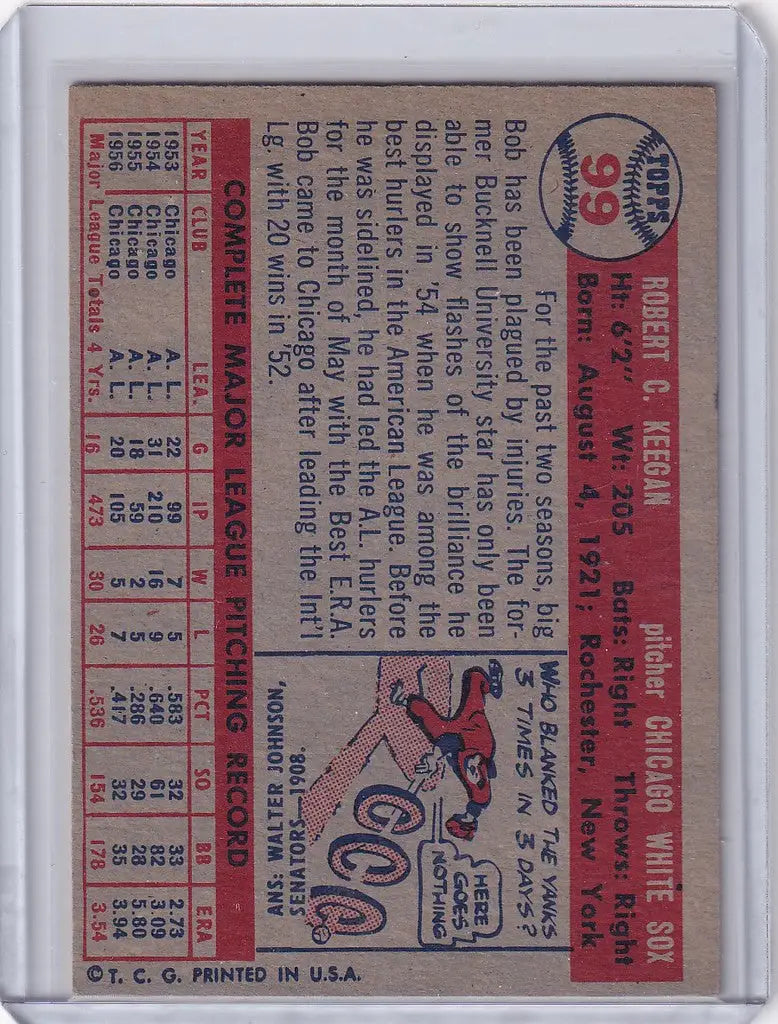 TOPPS
99
ROBERT C. KEEGAN pitcher CHICAGO WHITE SOX
Ht: 6'2" Wt: 205 Bats: Right Throws: Right
Born: August 4, 1921; Rochester, New York
For the past two seasons, big
Bob has been plagued by injuries. The for-
mer Bucknell University star has only been
able to show flashes of the brilliance he
displayed in '54 when he was among the
best hurlers in the American League. Before
he was sidelined, he had led the A.L. hurlers
for the month of May with the Best E.R.A.
Bob came to Chicago after leading the Int'l
Lg. with 20 wins in '52.
WHO BLANKED THE YANKS
3 TIMES IN 3 DAYS?
HERE
GOES
NOTHING
ANS: WALTER JOHNSON,
SENATORS—1908.
COMPLETE MAJOR LEAGUE PITCHING RECORD
YEAR CLUB LEA. G IP W L PCT SO BB ERA
1953 Chicago A. L. 22 99 7 5 .583 32 33 2.73
1954 Chicago A. L. 31 210 16 9 .640 61 82 3.09
1955 Chicago A. L. 18 59 2 5 .286 29 28 5.80
1956 Chicago A. L. 20 105 5 7 .417 32 35 3.94
Major League Totals 4 Yrs. 91 473 30 26 .536 154 178 3.54
©T. C. G. PRINTED IN U.S.A.